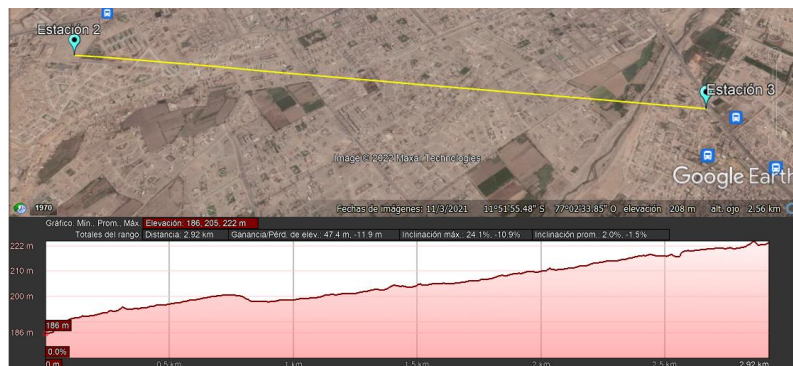 Estación 2
Estación 3
Image © 2022 Maxar Technologies
Google Earth
1970
Fechas de imágenes: 11/3/2021 11°51'55.48" S 77°02'33.85" O elevación 208 m alt. ojo 2.56 km
Gráfico: Mín., Prom., Máx. Elevación: 186, 205, 222 m
Totales del rango: Distancia: 2.92 km Ganancia/Pérd. de elev.: 47.4 m, -11.9 m Inclinación máx.: 24.1%, -10.9% Inclinación prom.: 2.0%, -1.5%
222 m
210 m
200 m
186 m
186 m
0.0%
0 m 0.5 km 1 km 1.5 km 2 km 2.5 km 2.92 km